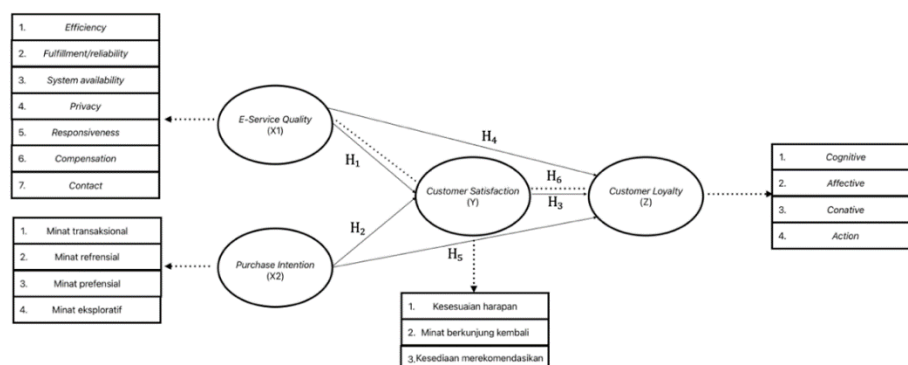 1. Efficiency
2. Fulfillment/reliability
3. System availability
4. Privacy
5. Responsiveness
6. Compensation
7. Contact
E-Service Quality
(X1)
H4
H1
Customer Satisfaction
(Y)
H6
H3
Customer Loyalty
(Z)
1. Cognitive
2. Affective
3. Conative
4. Action
H2
1. Minat transaksional
2. Minat refrensial
3. Minat prefensial
4. Minat eksploratif
Purchase Intention
(X2)
H5
1. Kesesuaian harapan
2. Minat berkunjung kembali
3.Kesediaan merekomendasikan